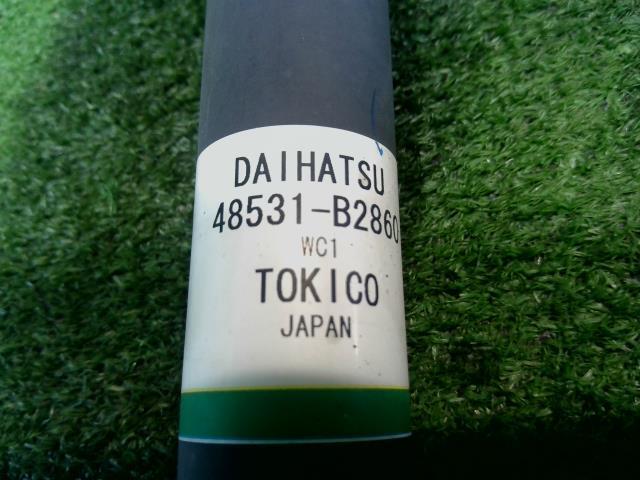 DAIHATSU
48531-B2860
WC1
TOKICO
JAPAN